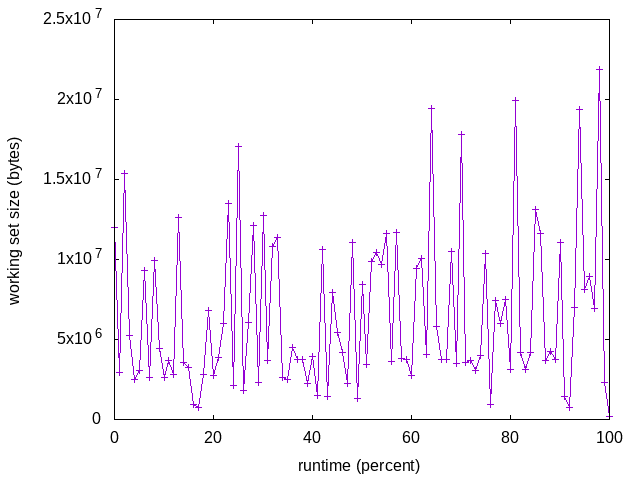 2.5x10^7
2x10^7
1.5x10^7
1x10^7
5x10^6
0
working set size (bytes)
0 20 40 60 80 100
runtime (percent)